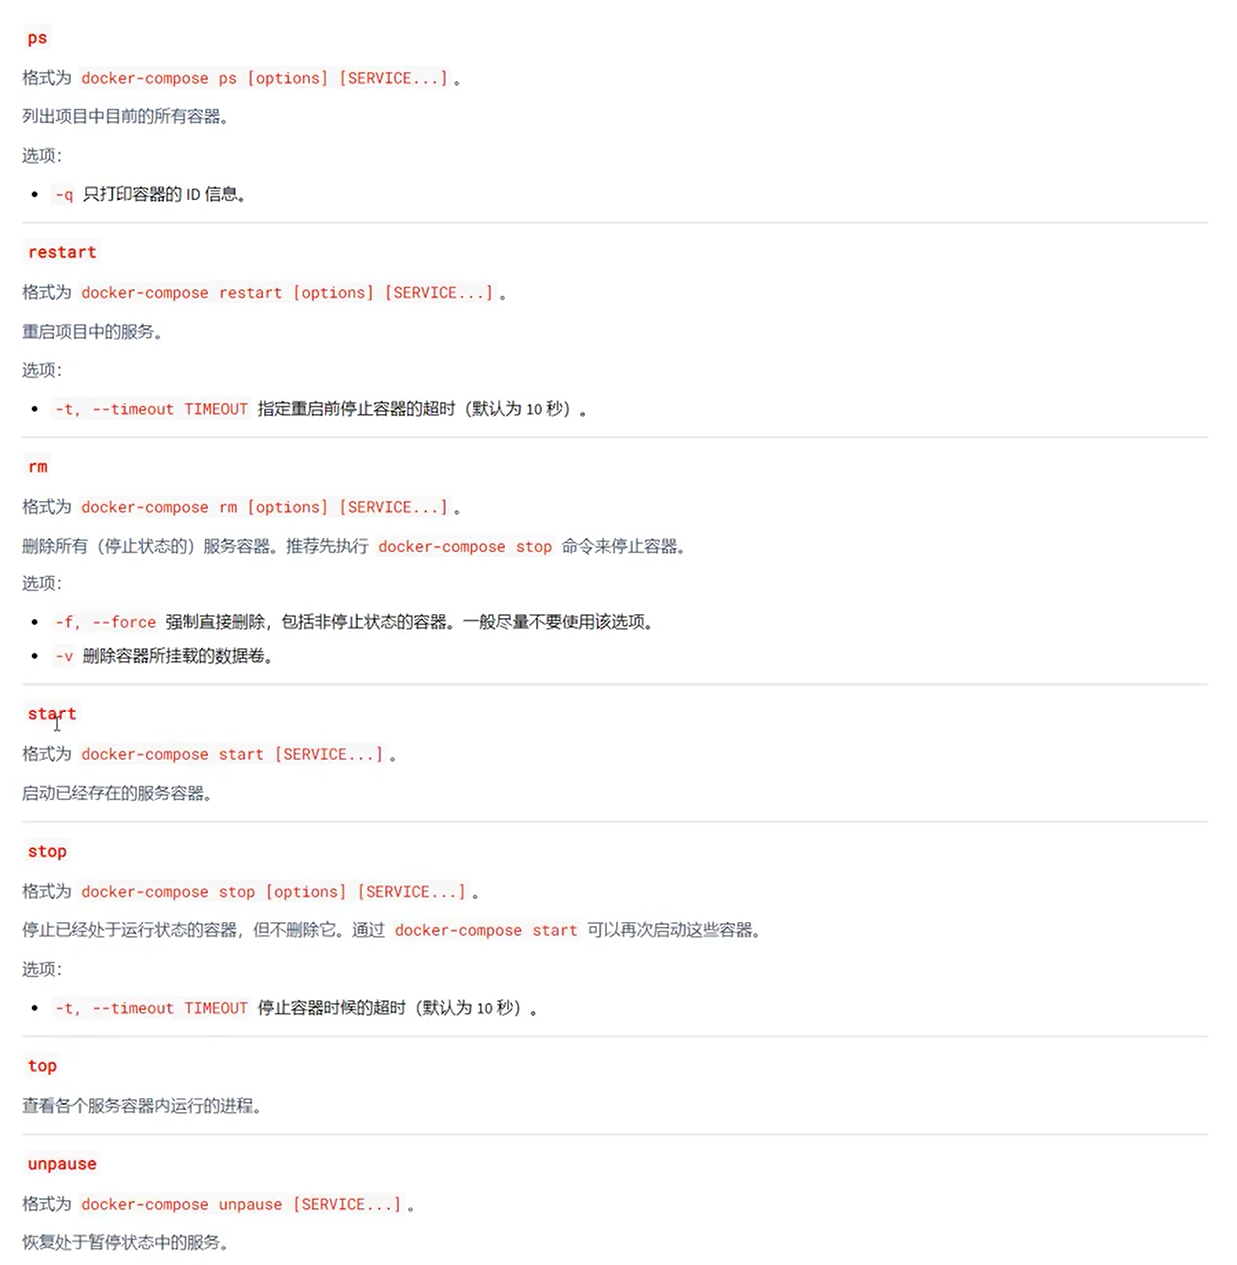 ps
格式为 docker-compose ps [options] [SERVICE...] 。
列出项目中目前的所有容器。
选项：
• -q 只打印容器的 ID 信息。
restart
格式为 docker-compose restart [options] [SERVICE...] 。
重启项目中的服务。
选项：
• -t, --timeout TIMEOUT 指定重启前停止容器的超时（默认为 10 秒）。
rm
格式为 docker-compose rm [options] [SERVICE...] 。
删除所有（停止状态的）服务容器。推荐先执行 docker-compose stop 命令来停止容器。
选项：
• -f, --force 强制直接删除，包括非停止状态的容器。一般尽量不要使用该选项。
• -v 删除容器所挂载的数据卷。
start
格式为 docker-compose start [SERVICE...] 。
启动已经存在的服务容器。
stop
格式为 docker-compose stop [options] [SERVICE...] 。
停止已经处于运行状态的容器，但不删除它。通过 docker-compose start 可以再次启动这些容器。
选项：
• -t, --timeout TIMEOUT 停止容器时候的超时（默认为 10 秒）。
top
查看各个服务容器内运行的进程。
unpause
格式为 docker-compose unpause [SERVICE...] 。
恢复处于暂停状态中的服务。